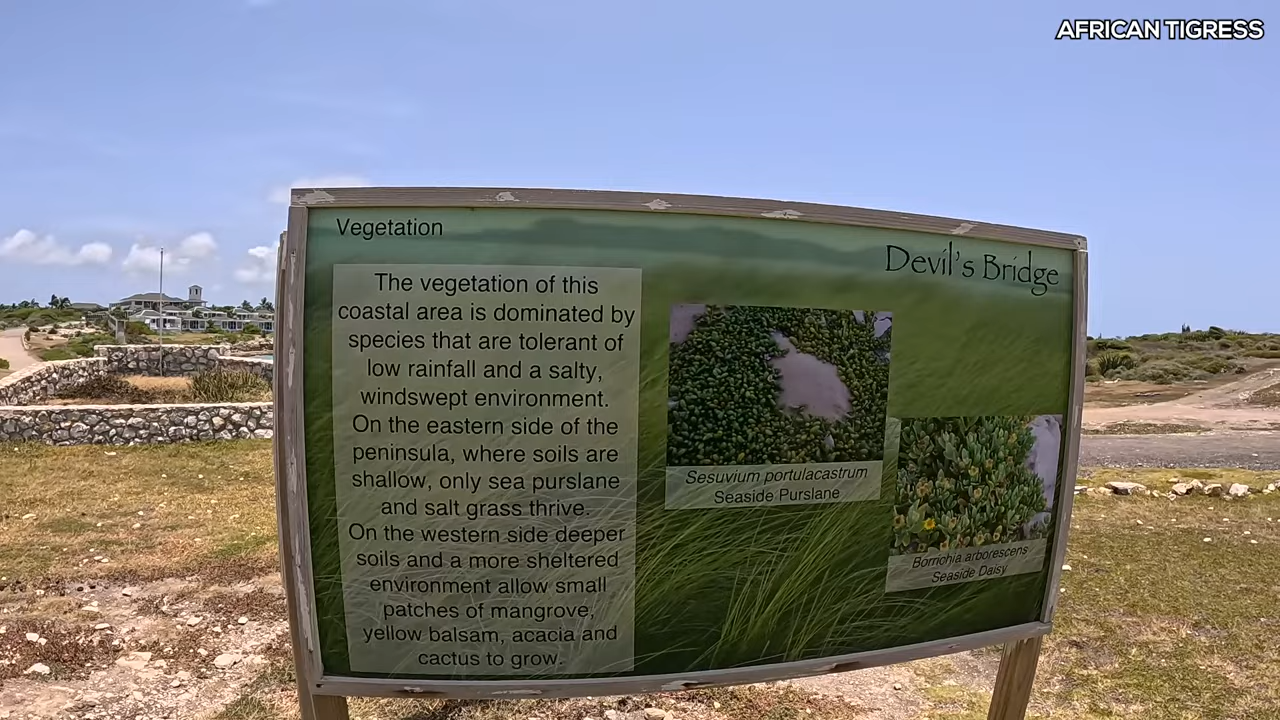 AFRICAN TIGRESS
Vegetation
Devil's Bridge
The vegetation of this
coastal area is dominated by
species that are tolerant of
low rainfall and a salty,
windswept environment.
On the eastern side of the
peninsula, where soils are
shallow, only sea purslane
and salt grass thrive.
On the western side deeper
soils and a more sheltered
environment allow small
patches of mangrove,
yellow balsam, acacia and
cactus to grow.
Sesuvium portulacastrum
Seaside Purslane
Borrichia arborescens
Seaside Daisy